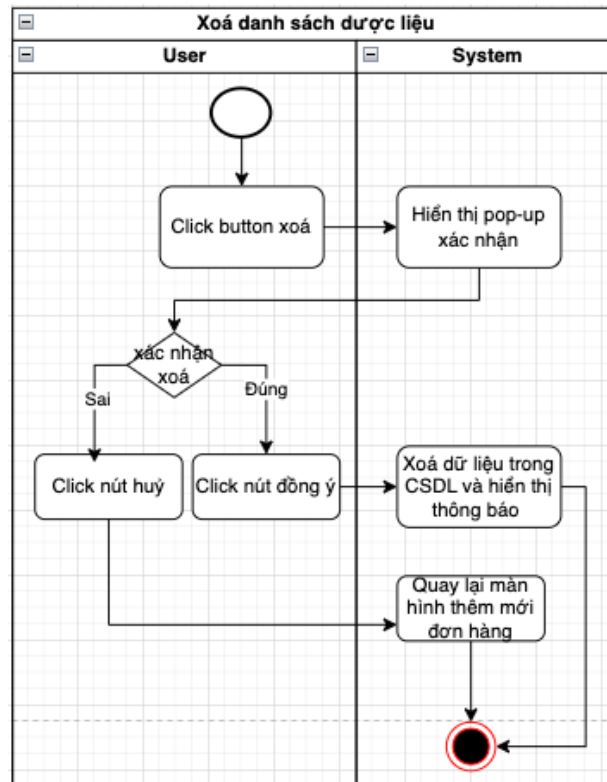 Xoá danh sách dược liệu
User
System
Click button xoá
Hiển thị pop-up
xác nhận
xác nhận
xoá
Sai
Đúng
Click nút huỷ
Click nút đồng ý
Xoá dữ liệu trong
CSDL và hiển thị
thông báo
Quay lại màn
hình thêm mới
đơn hàng